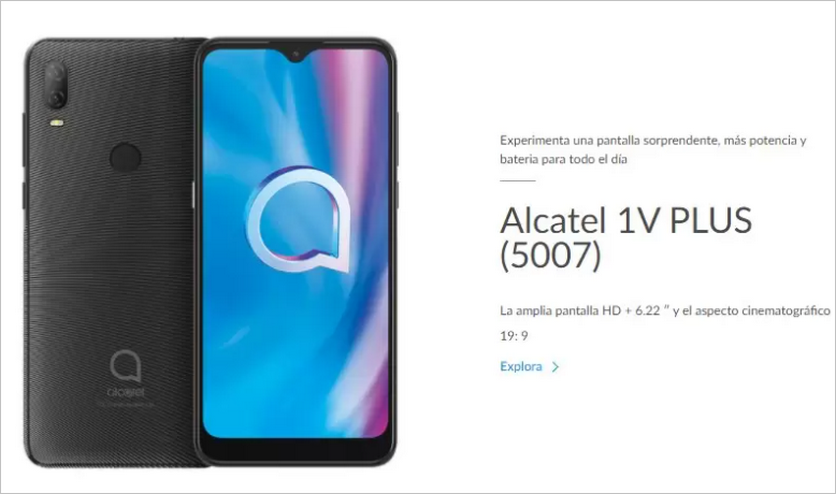 Experimenta una pantalla sorprendente, más potencia y
bateria para todo el día
Alcatel 1V PLUS
(5007)
La amplia pantalla HD + 6.22 " y el aspecto cinematográfico
19: 9
Explora
alcatel